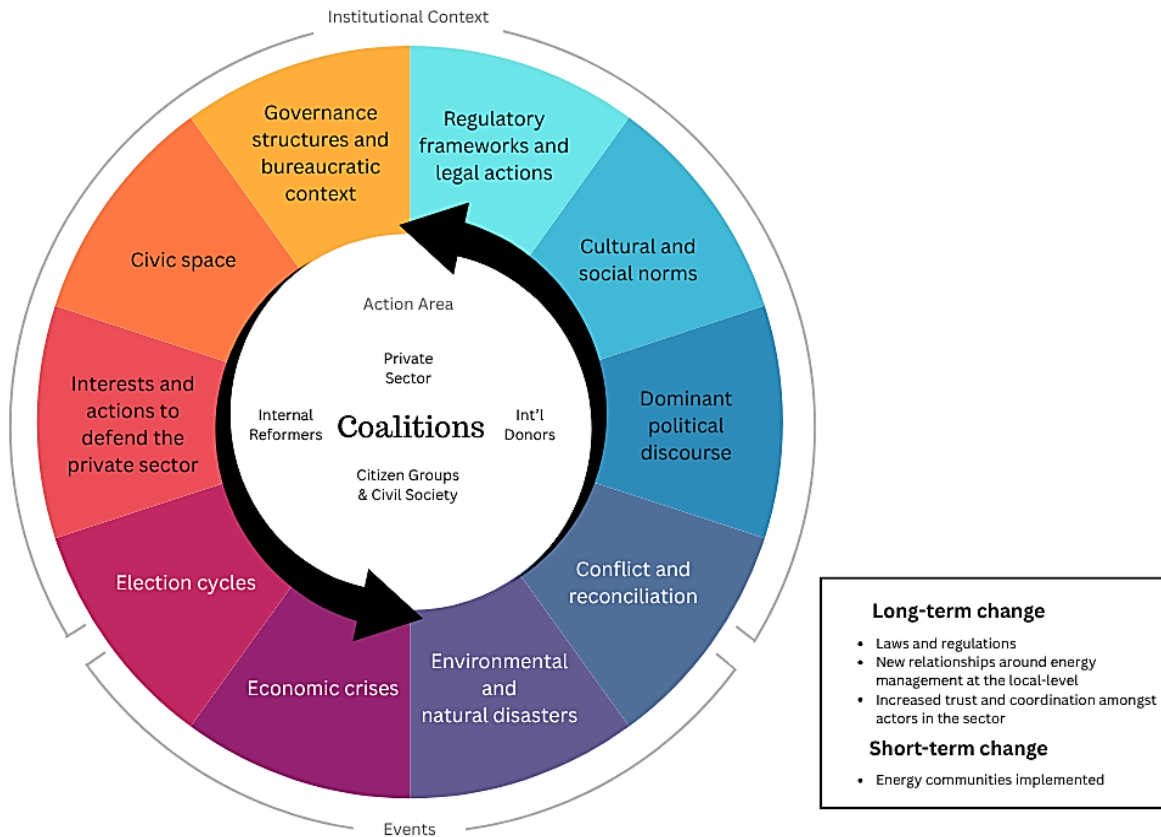 Institutional Context
Governance
structures and
bureaucratic
context
Regulatory
frameworks and
legal actions
Cultural and
social norms
Dominant
political
discourse
Conflict and
reconciliation
Environmental
and
natural disasters
Economic crises
Election cycles
Interests and
actions to
defend the
private sector
Civic space
Action Area
Private
Sector
Internal
Reformers
Coalitions
Int'l
Donors
Citizen Groups
& Civil Society
Events
Long-term change
• Laws and regulations
• New relationships around energy
management at the local-level
• Increased trust and coordination amongst
actors in the sector
Short-term change
• Energy communities implemented